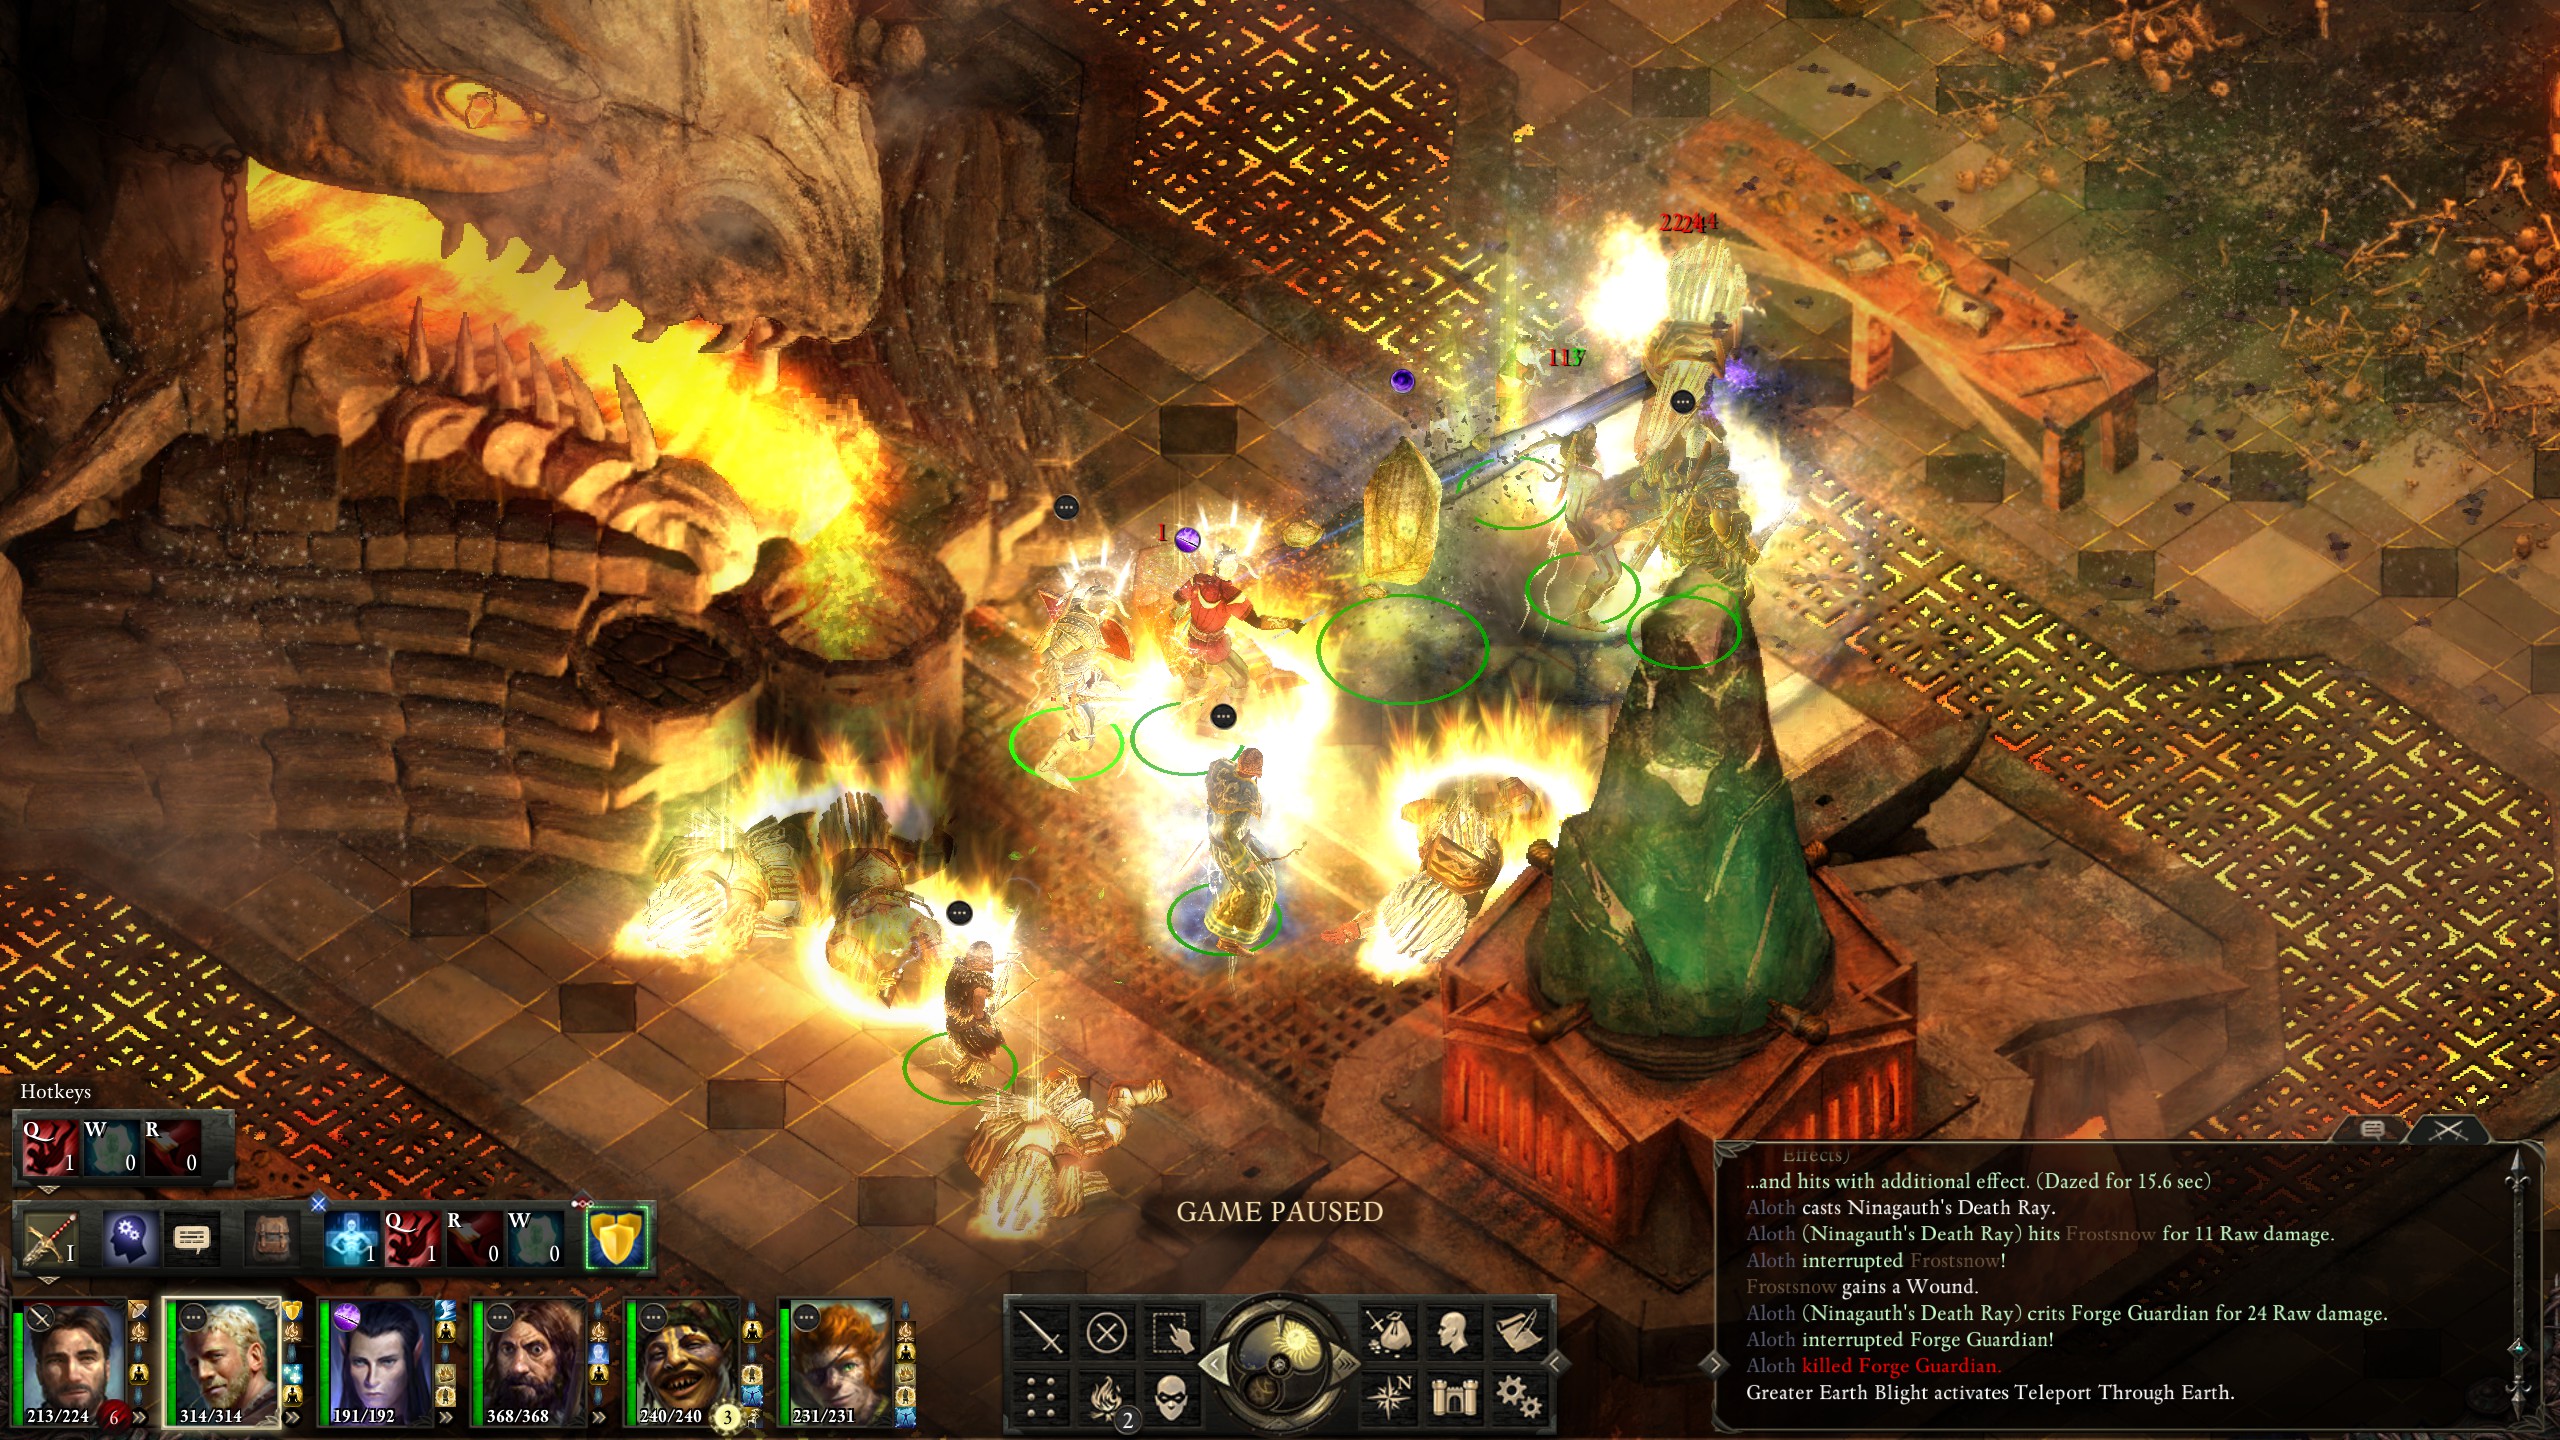 1
Hotkeys
Q
W
R
1
0
0
I
1
Q
1
R
0
W
0
213/224
6
314/314
191/192
368/368
240/240
3
231/231
GAME PAUSED
2
N
Effects)
...and hits with additional effect. (Dazed for 15.6 sec)
Aloth casts Ninagauth's Death Ray.
Aloth (Ninagauth's Death Ray) hits Frostsnow for 11 Raw damage.
Aloth interrupted Frostsnow!
Frostsnow gains a Wound.
Aloth (Ninagauth's Death Ray) crits Forge Guardian for 24 Raw damage.
Aloth interrupted Forge Guardian!
Aloth killed Forge Guardian.
Greater Earth Blight activates Teleport Through Earth.